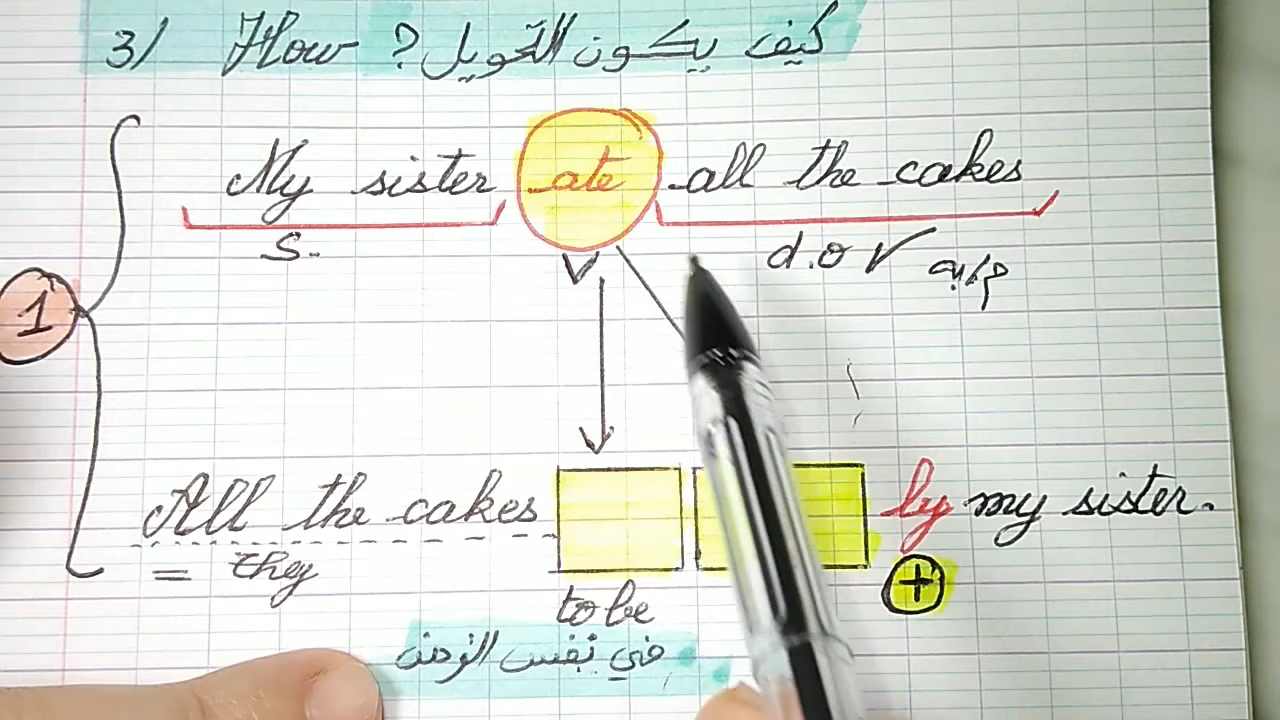 3/ How ? كيف يكون التحويل
My sister ate all the cakes
S. V d.o ✓
1
All the cakes by my sister.
= they +
to be
في نفس الزمن